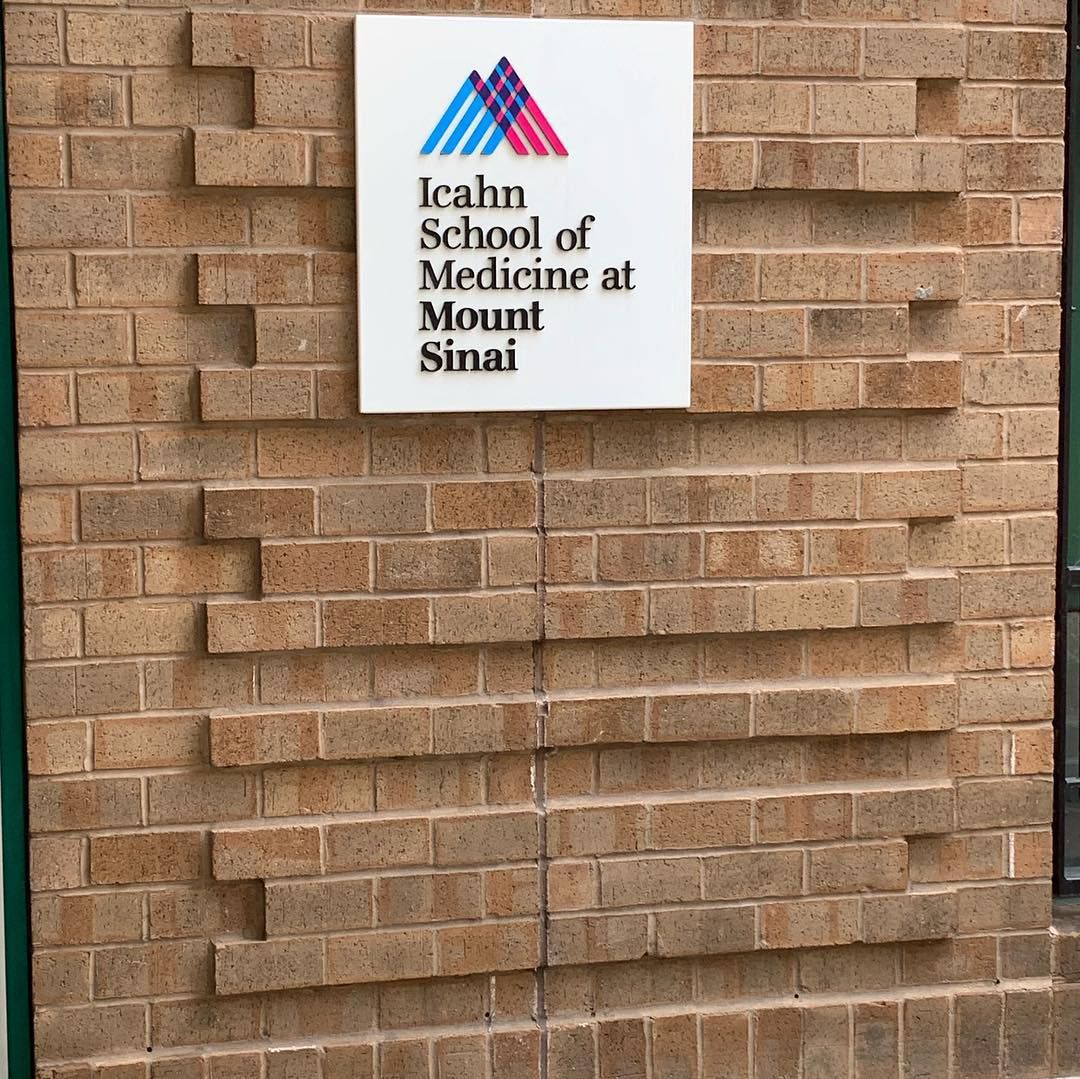 Icahn
School of
Medicine at
Mount
Sinai